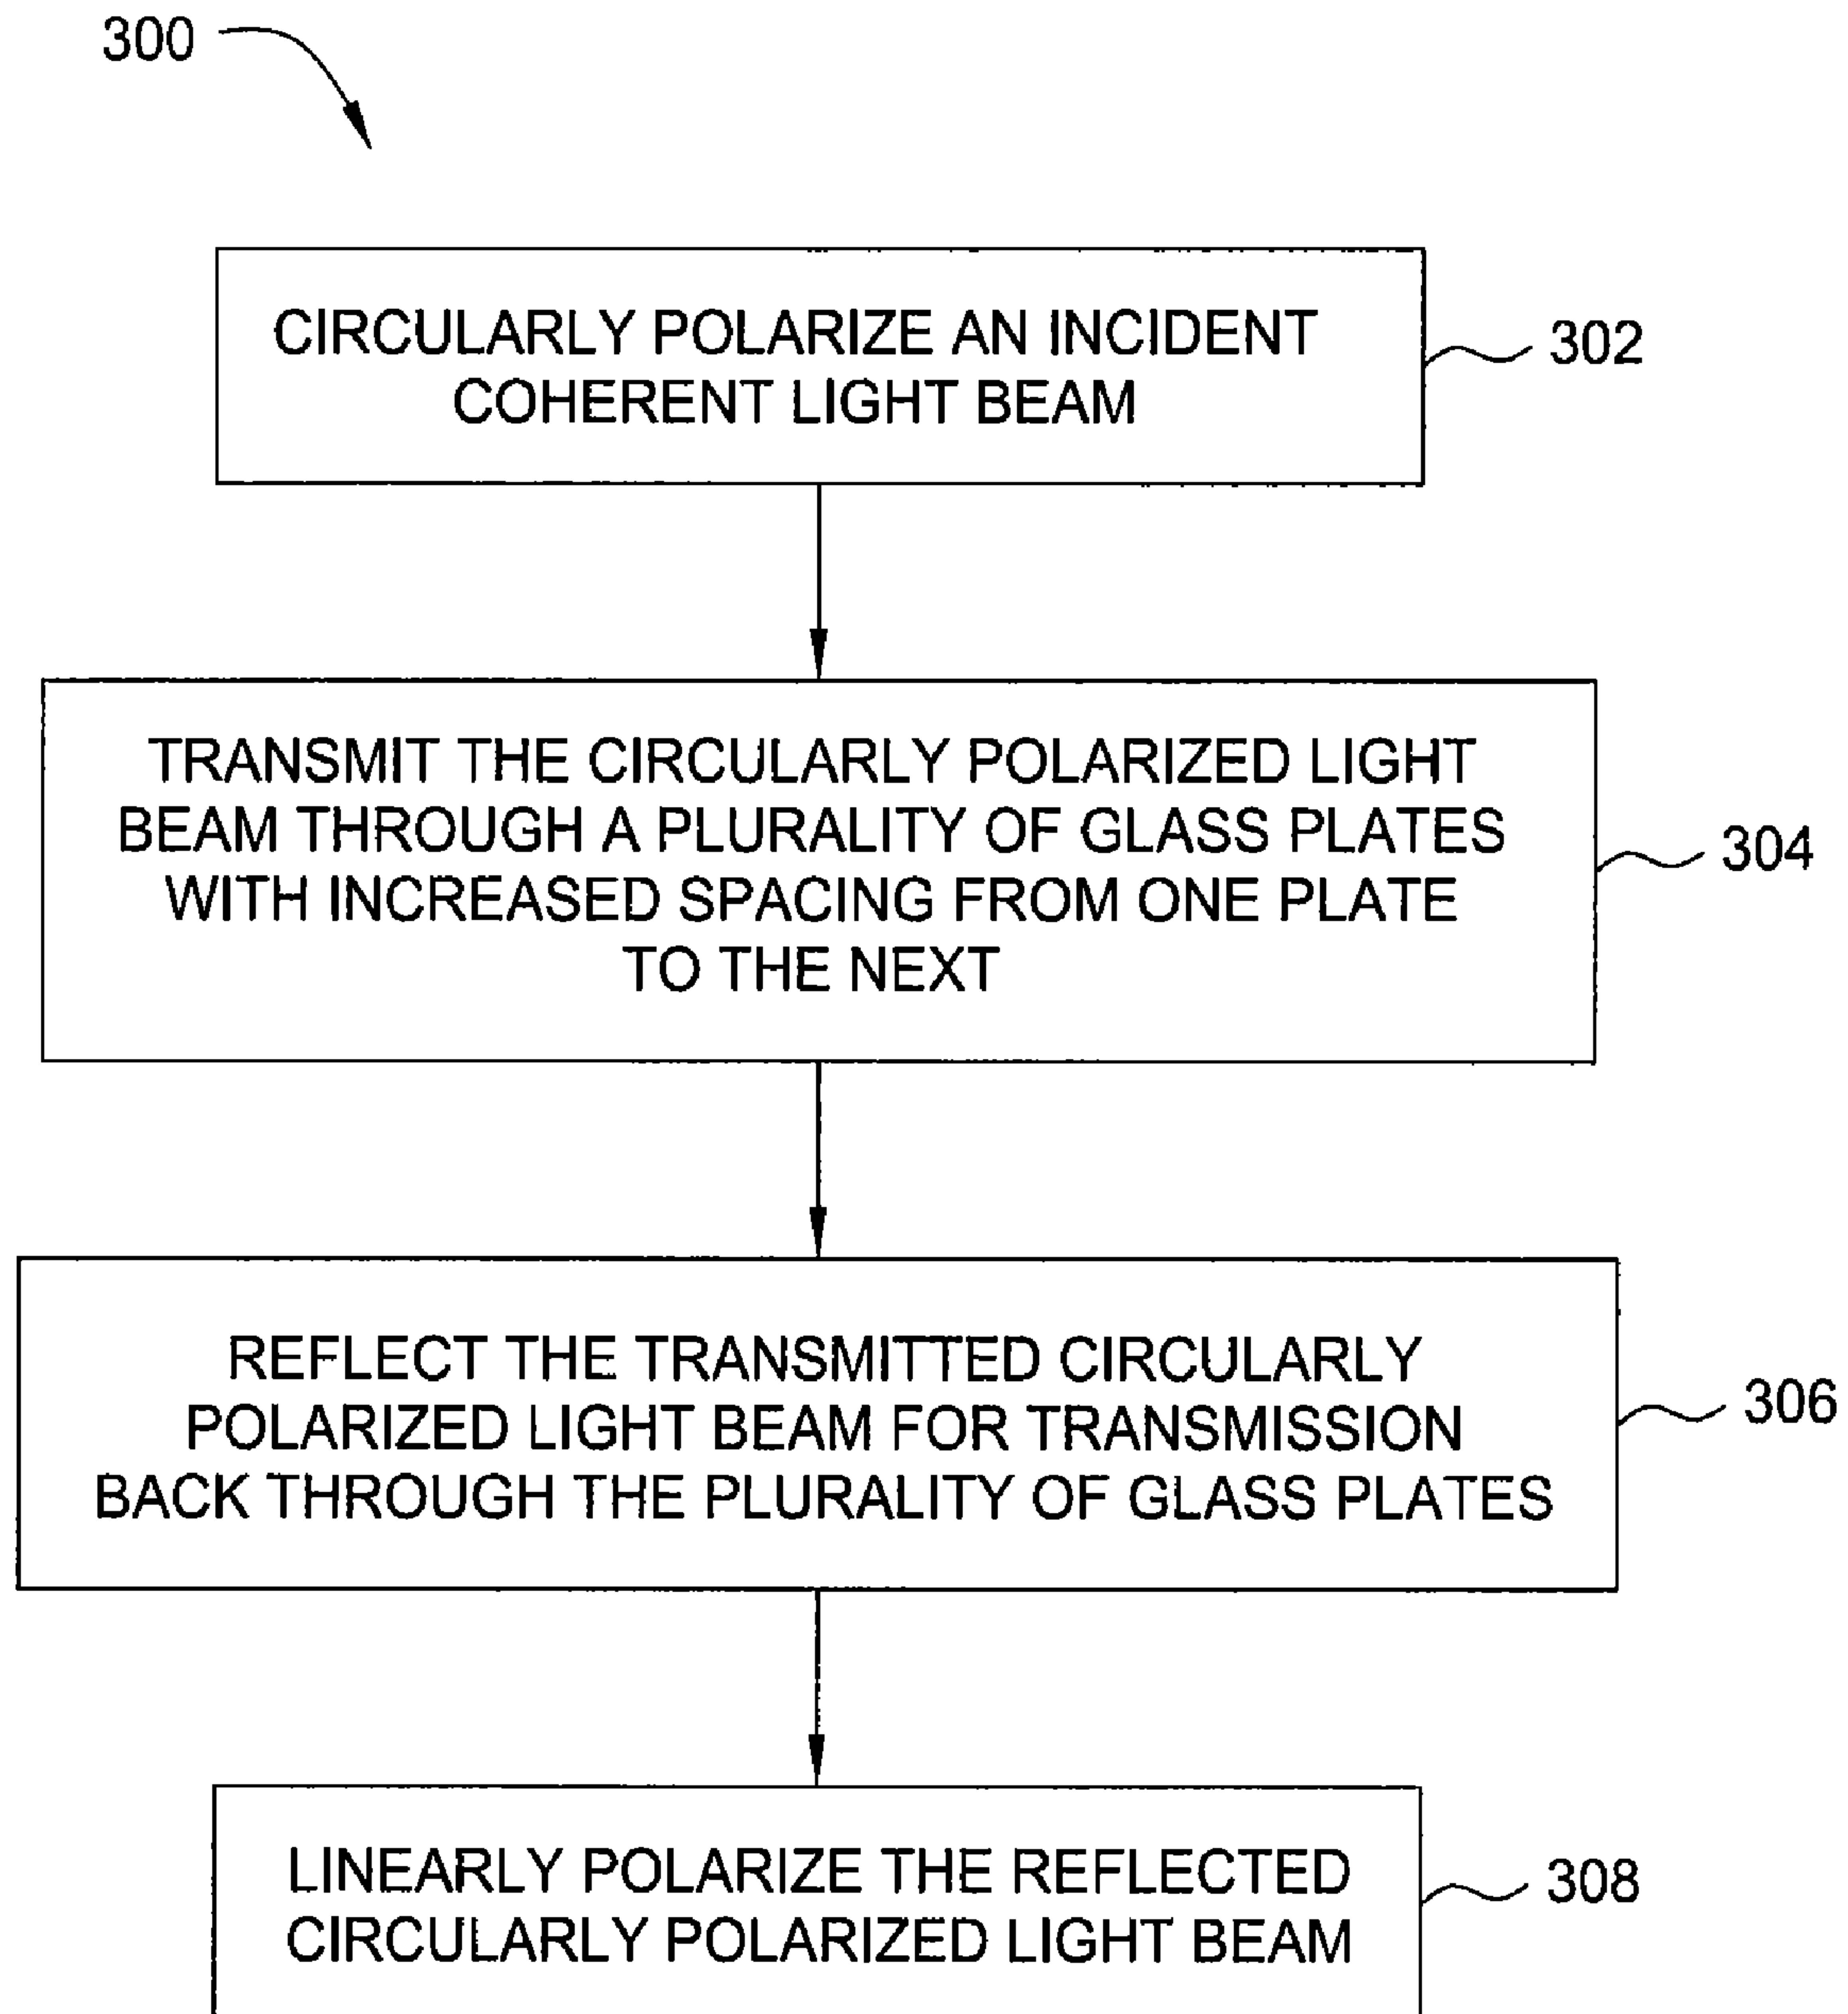 300
CIRCULARLY POLARIZE AN INCIDENT
COHERENT LIGHT BEAM
302
TRANSMIT THE CIRCULARLY POLARIZED LIGHT
BEAM THROUGH A PLURALITY OF GLASS PLATES
WITH INCREASED SPACING FROM ONE PLATE
TO THE NEXT
304
REFLECT THE TRANSMITTED CIRCULARLY
POLARIZED LIGHT BEAM FOR TRANSMISSION
BACK THROUGH THE PLURALITY OF GLASS PLATES
306
LINEARLY POLARIZE THE REFLECTED
CIRCULARLY POLARIZED LIGHT BEAM
308